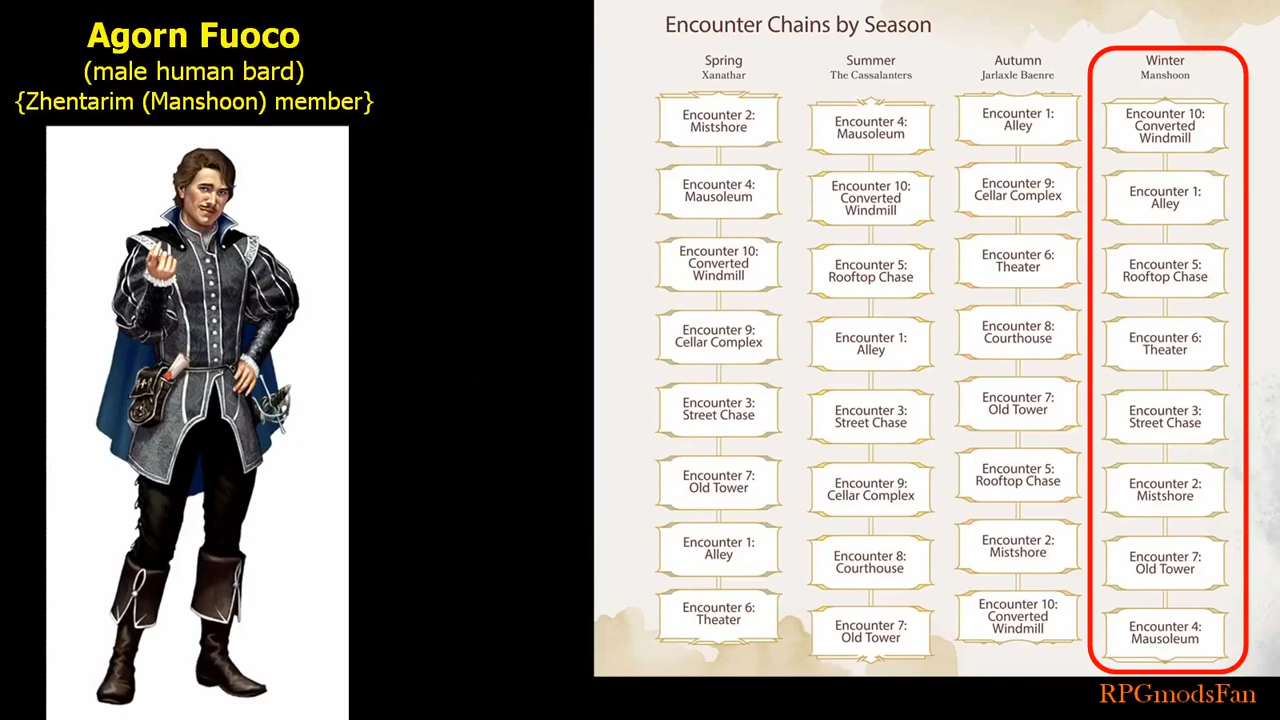 Agorn Fuoco
(male human bard)
{Zhentarim (Manshoon) member}
Encounter Chains by Season
Spring
Xanathar
Encounter 2:
Mistshore
Encounter 4:
Mausoleum
Encounter 10:
Converted
Windmill
Encounter 9:
Cellar Complex
Encounter 3:
Street Chase
Encounter 7:
Old Tower
Encounter 1:
Alley
Encounter 6:
Theater
Summer
The Cassalanters
Encounter 4:
Mausoleum
Encounter 10:
Converted
Windmill
Encounter 5:
Rooftop Chase
Encounter 1:
Alley
Encounter 3:
Street Chase
Encounter 9:
Cellar Complex
Encounter 8:
Courthouse
Encounter 7:
Old Tower
Autumn
Jarlaxle Baenre
Encounter 1:
Alley
Encounter 9:
Cellar Complex
Encounter 6:
Theater
Encounter 8:
Courthouse
Encounter 7:
Old Tower
Encounter 5:
Rooftop Chase
Encounter 2:
Mistshore
Encounter 10:
Converted
Windmill
Winter
Manshoon
Encounter 10:
Converted
Windmill
Encounter 1:
Alley
Encounter 5:
Rooftop Chase
Encounter 6:
Theater
Encounter 3:
Street Chase
Encounter 2:
Mistshore
Encounter 7:
Old Tower
Encounter 4:
Mausoleum
RPGmodsFan